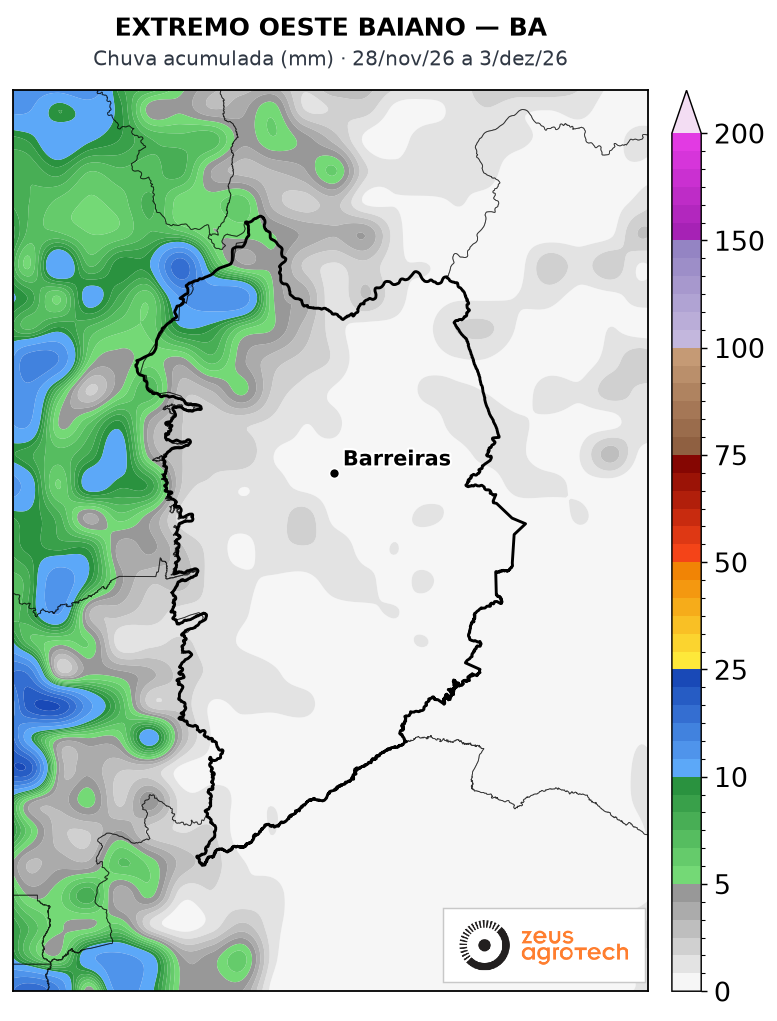 EXTREMO OESTE BAIANO — BA
Chuva acumulada (mm) · 28/nov/26 a 3/dez/26
200
150
100
75
50
25
10
5
0
Barreiras
zeus
agrotech